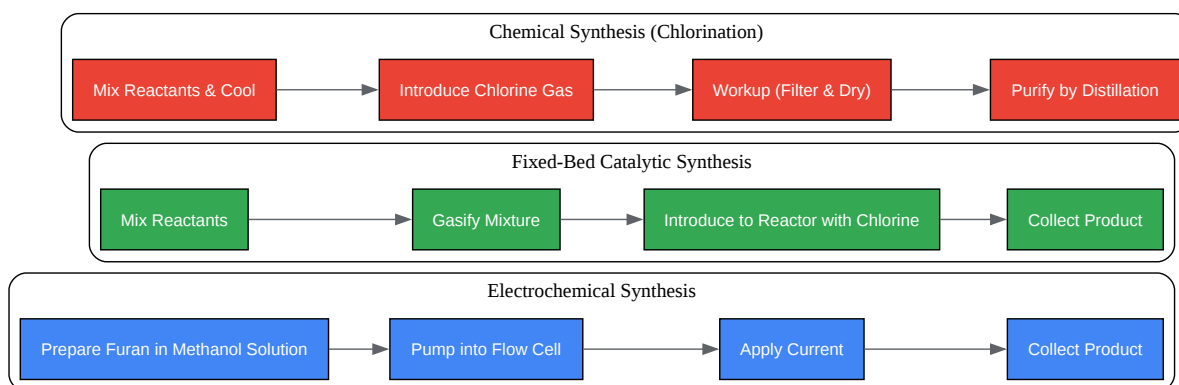 Chemical Synthesis (Chlorination)
Mix Reactants & Cool
Introduce Chlorine Gas
Workup (Filter & Dry)
Purify by Distillation
Fixed-Bed Catalytic Synthesis
Mix Reactants
Gasify Mixture
Introduce to Reactor with Chlorine
Collect Product
Electrochemical Synthesis
Prepare Furan in Methanol Solution
Pump into Flow Cell
Apply Current
Collect Product